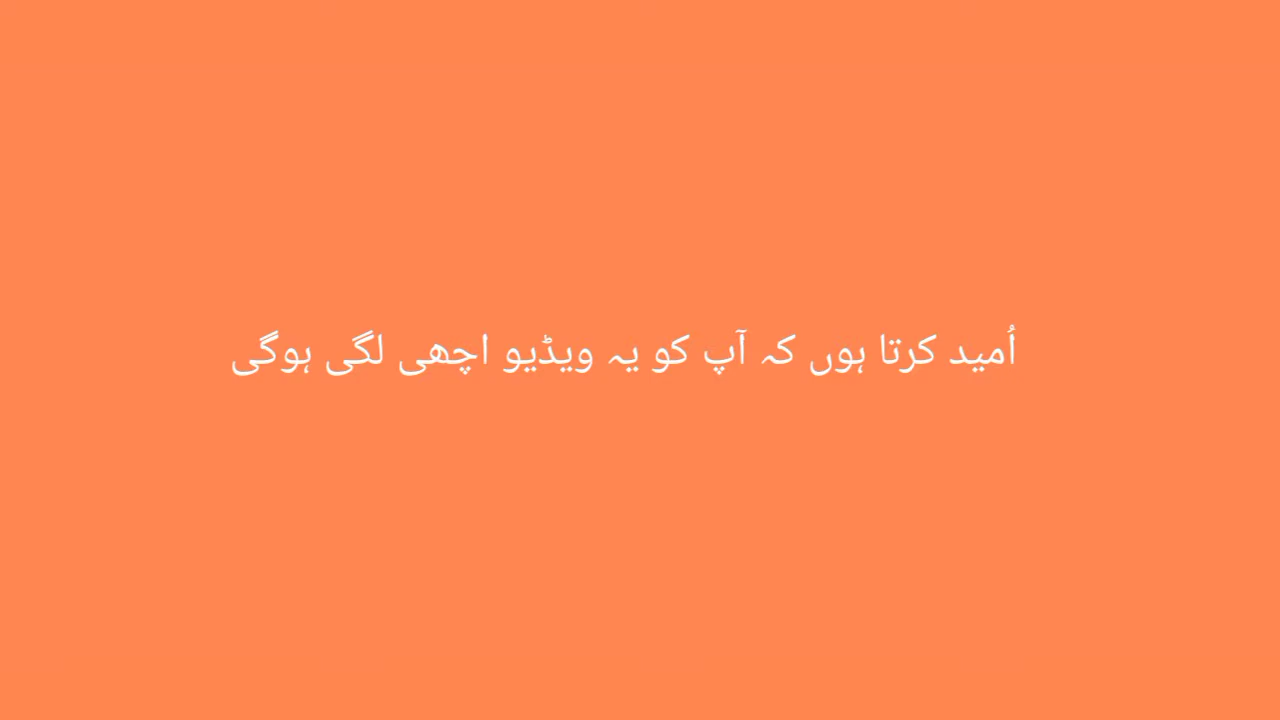 اُمید کرتا ہوں کہ آپ کو یہ ویڈیو اچھی لگی ہوگی